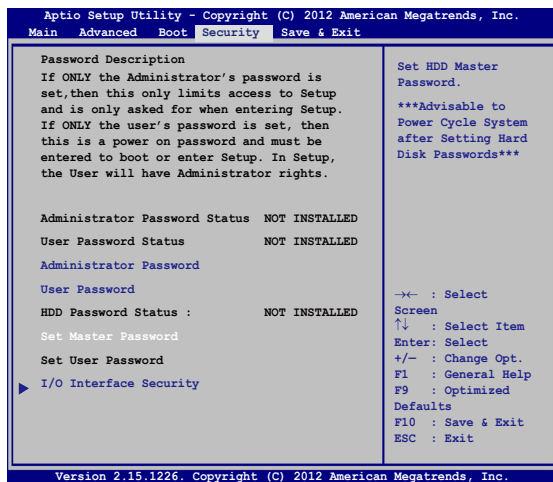 Aptio Setup Utility - Copyright (C) 2012 American Megatrends, Inc.
Main Advanced Boot Security Save & Exit
Password Description
If ONLY the Administrator's password is
set,then this only limits access to Setup
and is only asked for when entering Setup.
If ONLY the user's password is set, then
this is a power on password and must be
entered to boot or enter Setup. In Setup,
the User will have Administrator rights.
Administrator Password Status NOT INSTALLED
User Password Status NOT INSTALLED
Administrator Password
User Password
HDD Password Status : NOT INSTALLED
Set Master Password
Set User Password
I/O Interface Security
Set HDD Master
Password.
***Advisable to
Power Cycle System
after Setting Hard
Disk Passwords***
→← : Select
Screen
↑↓ : Select Item
Enter: Select
+/— : Change Opt.
F1 : General Help
F9 : Optimized
Defaults
F10 : Save & Exit
ESC : Exit
Version 2.15.1226. Copyright (C) 2012 American Megatrends, Inc.